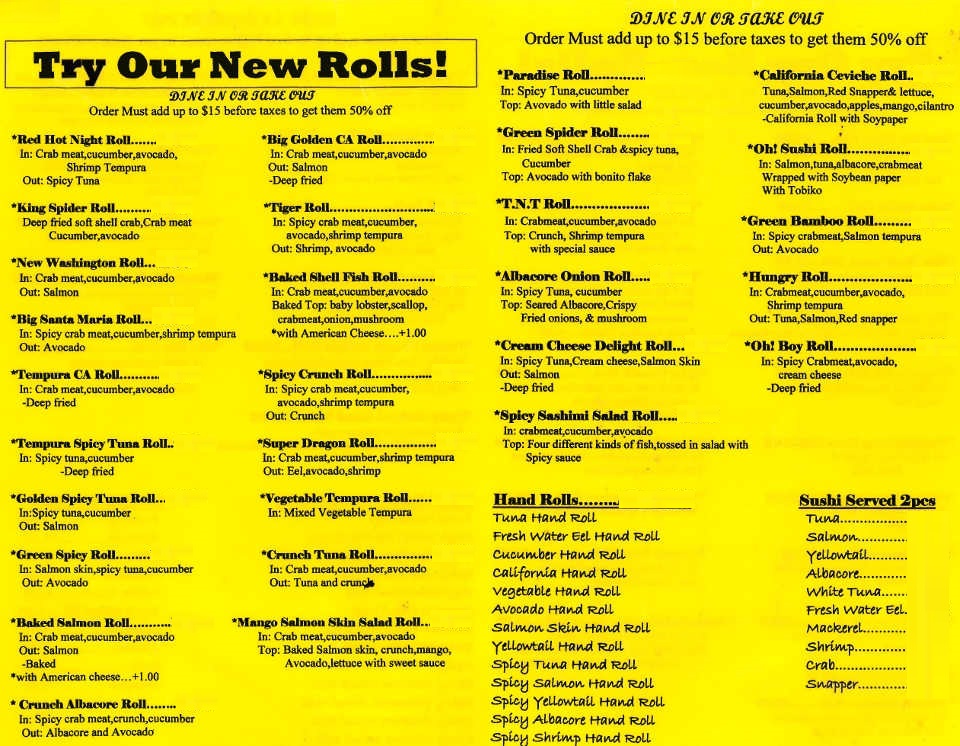 Try Our New Rolls!
DINE IN OR TAKE OUT
Order Must add up to $15 before taxes to get them 50% off
*Red Hot Night Roll.......
In: Crab meat,cucumber,avocado,
Shrimp Tempura
Out: Spicy Tuna
*King Spider Roll..........
Deep fried soft shell crab,Crab meat
Cucumber,avocado
*New Washington Roll...
In: Crab meat,cucumber,avocado
Out: Salmon
*Big Santa Maria Roll...
In: Spicy crab meat,cucumber,shrimp tempura
Out: Avocado
*Tempura CA Roll...........
In: Crab meat,cucumber,avocado
-Deep fried
*Tempura Spicy Tuna Roll..
In: Spicy tuna,cucumber
-Deep fried
*Golden Spicy Tuna Roll...
In:Spicy tuna,cucumber
Out: Salmon
*Green Spicy Roll.........
In: Salmon skin,spicy tuna,cucumber
Out: Avocado
*Baked Salmon Roll...........
In: Crab meat,cucumber,avocado
Out: Salmon
-Baked
*with American cheese...+1.00
* Crunch Albacore Roll........
In: Spicy crab meat,crunch,cucumber
Out: Albacore and Avocado
*Big Golden CA Roll..............
In: Crab meat,cucumber,avocado
Out: Salmon
-Deep fried
*Tiger Roll............................
In: Spicy crab meat,cucumber,
avocado,shrimp tempura
Out: Shrimp, avocado
*Baked Shell Fish Roll..........
In: Crab meat,cucumber,avocado
Baked Top: baby lobster,scallop,
crabmeat,onion,mushroom
*with American Cheese....+1.00
*Spicy Crunch Roll.................
In: Spicy crab meat,cucumber,
avocado,shrimp tempura
Out: Crunch
*Super Dragon Roll.................
In: Crab meat,cucumber,shrimp tempura
Out: Eel,avocado,shrimp
*Vegetable Tempura Roll......
In: Mixed Vegetable Tempura
*Crunch Tuna Roll................
In: Crab meat,cucumber,avocado
Out: Tuna and crunch
*Mango Salmon Skin Salad Roll..
In: Crab meat,cucumber,avocado
Top: Baked Salmon skin, crunch,mango,
Avocado,lettuce with sweet sauce
DINE IN OR TAKE OUT
Order Must add up to $15 before taxes to get them 50% off
*Paradise Roll...............
In: Spicy Tuna,cucumber
Top: Avovado with little salad
*Green Spider Roll..........
In: Fried Soft Shell Crab &spicy tuna,
Cucumber
Top: Avocado with bonito flake
*T.N.T Roll.....................
In: Crabmeat,cucumber,avocado
Top: Crunch, Shrimp tempura
with special sauce
*Albacore Onion Roll.....
In: Spicy Tuna, cucumber
Top: Seared Albacore,Crispy
Fried onions, & mushroom
*Cream Cheese Delight Roll...
In: Spicy Tuna,Cream cheese,Salmon Skin
Out: Salmon
-Deep fried
*Spicy Sashimi Salad Roll.....
In: crabmeat,cucumber,avocado
Top: Four different kinds of fish,tossed in salad with
Spicy sauce
*California Ceviche Roll..
Tuna,Salmon,Red Snapper& lettuce,
cucumber,avocado,apples,mango,cilantro
-California Roll with Soypaper
*Oh! Sushi Roll.................
In: Salmon,tuna,albacore,crabmeat
Wrapped with Soybean paper
With Tobiko
*Green Bamboo Roll..........
In: Spicy crabmeat,Salmon tempura
Out: Avocado
*Hungry Roll......................
In: Crabmeat,cucumber,avocado,
Shrimp tempura
Out: Tuna,Salmon,Red snapper
*Oh! Boy Roll......................
In: Spicy Crabmeat,avocado,
cream cheese
-Deep fried
Hand Rolls........
Tuna Hand Roll
Fresh Water Eel Hand Roll
Cucumber Hand Roll
California Hand Roll
Vegetable Hand Roll
Avocado Hand Roll
Salmon Skin Hand Roll
Yellowtail Hand Roll
Spicy Tuna Hand Roll
Spicy Salmon Hand Roll
Spicy Yellowtail Hand Roll
Spicy Albacore Hand Roll
Spicy Shrimp Hand Roll
Sushi Served 2pcs
Tuna.................
Salmon..............
Yellowtail..........
Albacore............
White Tuna.......
Fresh Water Eel.
Mackerel...........
Shrimp..............
Crab..................
Snapper............